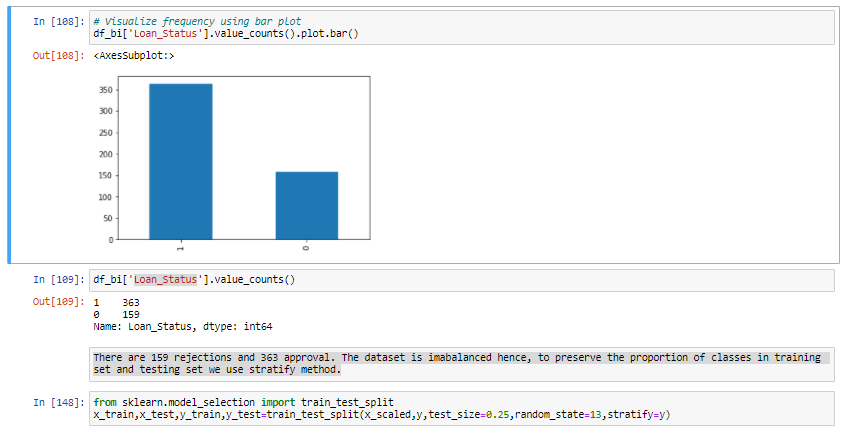 In [108]: # Visualize frequency using bar plot
df_bi['Loan_Status'].value_counts().plot.bar()
Out[108]: <AxesSubplot:>
350
300
250
200
150
100
50
0
1
0
In [109]: df_bi['Loan_Status'].value_counts()
Out[109]: 1 363
0 159
Name: Loan_Status, dtype: int64
There are 159 rejections and 363 approval. The dataset is imabalanced hence, to preserve the proportion of classes in training
set and testing set we use stratify method.
In [148]: from sklearn.model_selection import train_test_split
x_train,x_test,y_train,y_test=train_test_split(x_scaled,y,test_size=0.25,random_state=13,stratify=y)